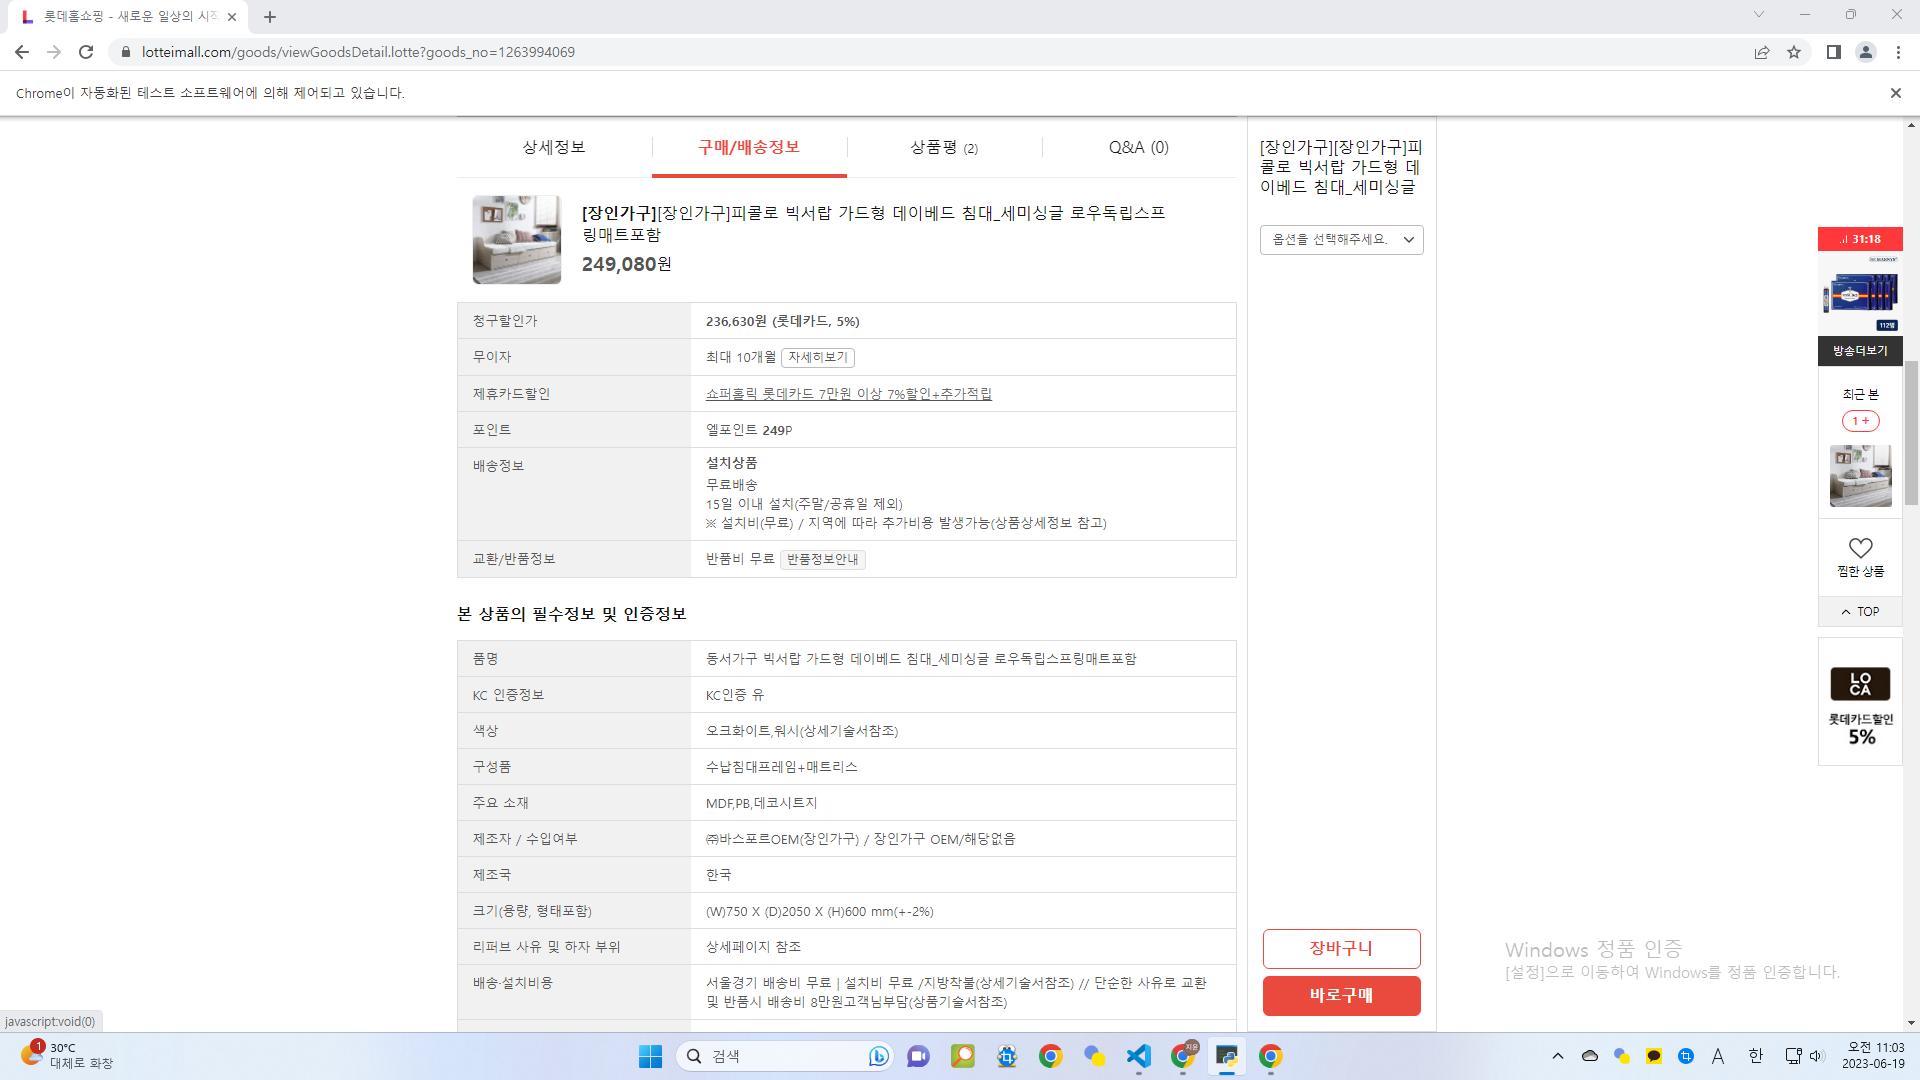 롯데홈쇼핑 - 새로운 일상의 시작
lotteimall.com/goods/viewGoodsDetail.lotte?goods_no=1263994069
Chrome이 자동화된 테스트 소프트웨어에 의해 제어되고 있습니다.
상세정보
구매/배송정보
상품평 (2)
Q&A (0)
[장인가구][장인가구]피콜로 빅서랍 가드형 데이베드 침대_세미싱글 로우독립스프
링매트포함
249,080원
청구할인가
236,630원 (롯데카드, 5%)
무이자
최대 10개월 자세히보기
제휴카드할인
쇼퍼홀릭 롯데카드 7만원 이상 7%할인+추가적립
포인트
엘포인트 249P
배송정보
설치상품
무료배송
15일 이내 설치(주말/공휴일 제외)
※ 설치비(무료) / 지역에 따라 추가비용 발생가능(상품상세정보 참고)
교환/반품정보
반품비 무료 반품정보안내
본 상품의 필수정보 및 인증정보
품명
동서가구 빅서랍 가드형 데이베드 침대_세미싱글 로우독립스프링매트포함
KC 인증정보
KC인증 유
색상
오크화이트,워시(상세기술서참조)
구성품
수납침대프레임+매트리스
주요 소재
MDF,PB,데코시트지
제조자 / 수입여부
㈜바스포르OEM(장인가구) / 장인가구 OEM/해당없음
제조국
한국
크기(용량, 형태포함)
(W)750 X (D)2050 X (H)600 mm(+-2%)
리퍼브 사유 및 하자 부위
상세페이지 참조
배송·설치비용
서울경기 배송비 무료 | 설치비 무료 /지방착불(상세기술서참조) // 단순한 사유로 교환
및 반품시 배송비 8만원고객님부담(상품기술서참조)
[장인가구][장인가구]피
콜로 빅서랍 가드형 데
이베드 침대_세미싱글
옵션을 선택해주세요.
장바구니
바로구매
31:18
방송더보기
최근 본
1 +
찜한 상품
TOP
LO
CA
롯데카드할인
5%
Windows 정품 인증
[설정]으로 이동하여 Windows를 정품 인증합니다.
javascript:void(0)
1
30°C
대체로 화창
검색
지윤
A
한
오전 11:03
2023-06-19